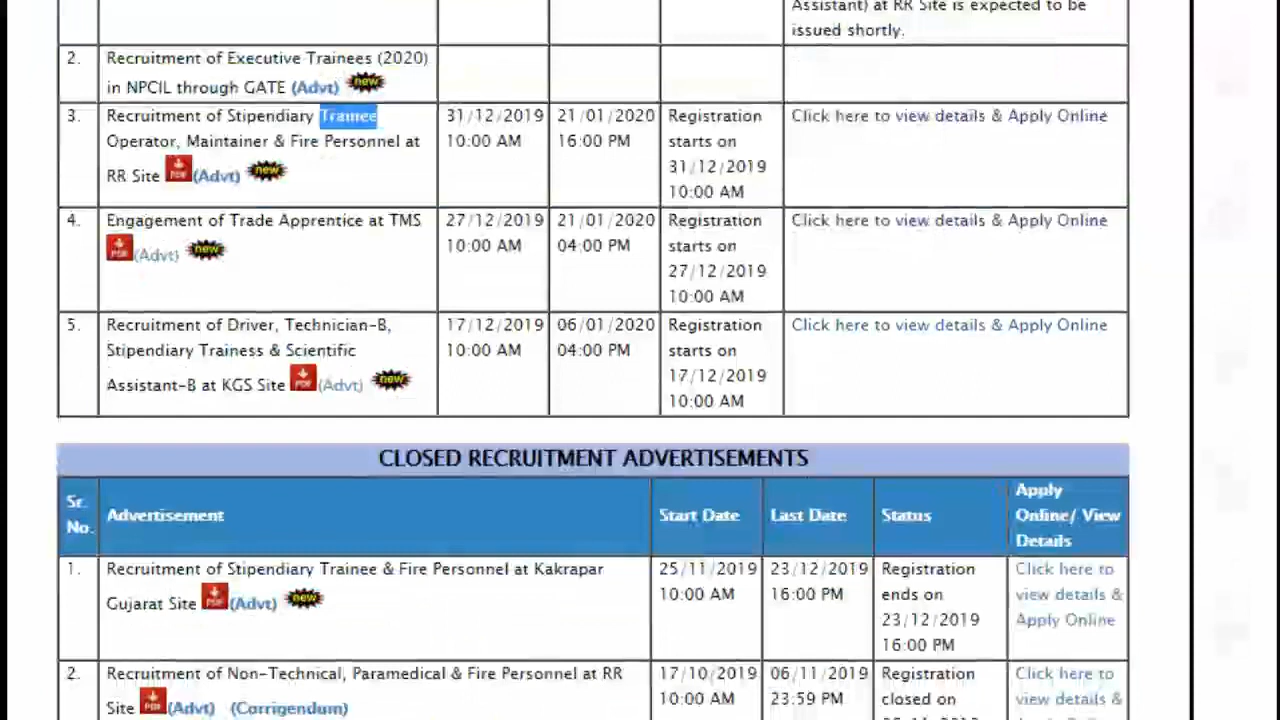 Assistant) at RR Site is expected to be
issued shortly.
2.
Recruitment of Executive Trainees (2020)
in NPCIL through GATE (Advt) new
3.
Recruitment of Stipendiary Trainee
Operator, Maintainer & Fire Personnel at
RR Site PDF (Advt) new
31/12/2019
10:00 AM
21/01/2020
16:00 PM
Registration
starts on
31/12/2019
10:00 AM
Click here to view details & Apply Online
4.
Engagement of Trade Apprentice at TMS
PDF (Advt) new
27/12/2019
10:00 AM
21/01/2020
04:00 PM
Registration
starts on
27/12/2019
10:00 AM
Click here to view details & Apply Online
5.
Recruitment of Driver, Technician-B,
Stipendiary Trainess & Scientific
Assistant-B at KGS Site PDF (Advt) new
17/12/2019
10:00 AM
06/01/2020
04:00 PM
Registration
starts on
17/12/2019
10:00 AM
Click here to view details & Apply Online
CLOSED RECRUITMENT ADVERTISEMENTS
Sr.
No.
Advertisement
Start Date
Last Date
Status
Apply
Online/ View
Details
1.
Recruitment of Stipendiary Trainee & Fire Personnel at Kakrapar
Gujarat Site PDF (Advt) new
25/11/2019
10:00 AM
23/12/2019
16:00 PM
Registration
ends on
23/12/2019
16:00 PM
Click here to
view details &
Apply Online
2.
Recruitment of Non-Technical, Paramedical & Fire Personnel at RR
Site PDF (Advt) (Corrigendum)
17/10/2019
10:00 AM
06/11/2019
23:59 PM
Registration
closed on
Click here to
view details &